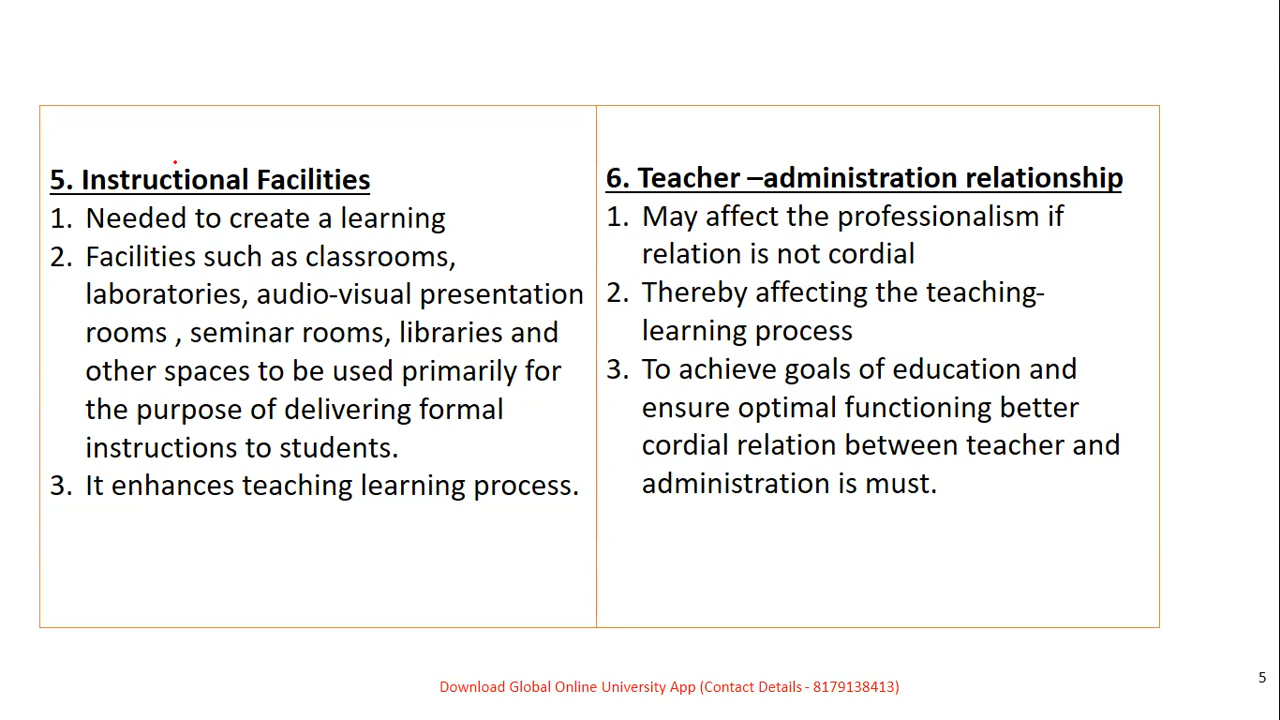 5. Instructional Facilities
1. Needed to create a learning
2. Facilities such as classrooms,
laboratories, audio-visual presentation
rooms , seminar rooms, libraries and
other spaces to be used primarily for
the purpose of delivering formal
instructions to students.
3. It enhances teaching learning process.
6. Teacher –administration relationship
1. May affect the professionalism if
relation is not cordial
2. Thereby affecting the teaching-
learning process
3. To achieve goals of education and
ensure optimal functioning better
cordial relation between teacher and
administration is must.
Download Global Online University App (Contact Details - 8179138413)
5